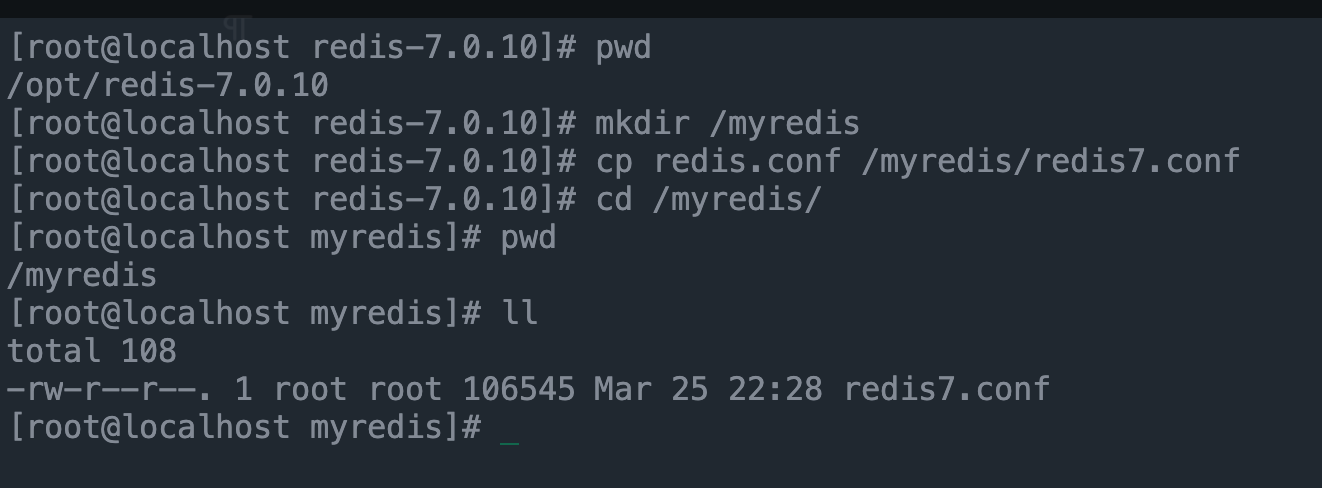 [root@localhost redis-7.0.10]# pwd
/opt/redis-7.0.10
[root@localhost redis-7.0.10]# mkdir /myredis
[root@localhost redis-7.0.10]# cp redis.conf /myredis/redis7.conf
[root@localhost redis-7.0.10]# cd /myredis/
[root@localhost myredis]# pwd
/myredis
[root@localhost myredis]# ll
total 108
-rw-r--r--. 1 root root 106545 Mar 25 22:28 redis7.conf
[root@localhost myredis]# _